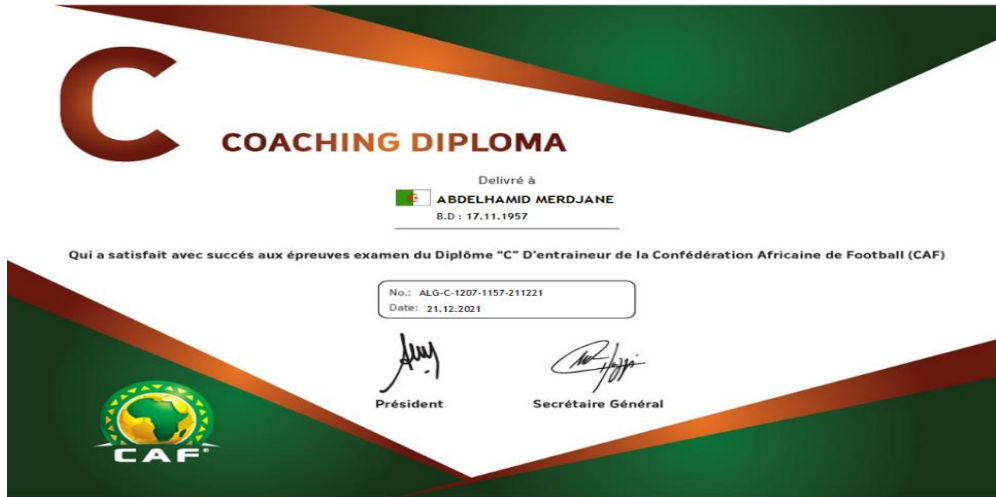 C
COACHING DIPLOMA
Delivré à
ABDELHAMID MERDJANE
B.D : 17.11.1957
Qui a satisfait avec succés aux épreuves examen du Diplôme "C" D'entraineur de la Confédération Africaine de Football (CAF)
No.: ALG-C-1207-1157-211221
Date: 21.12.2021
Président
Secrétaire Général
CAF